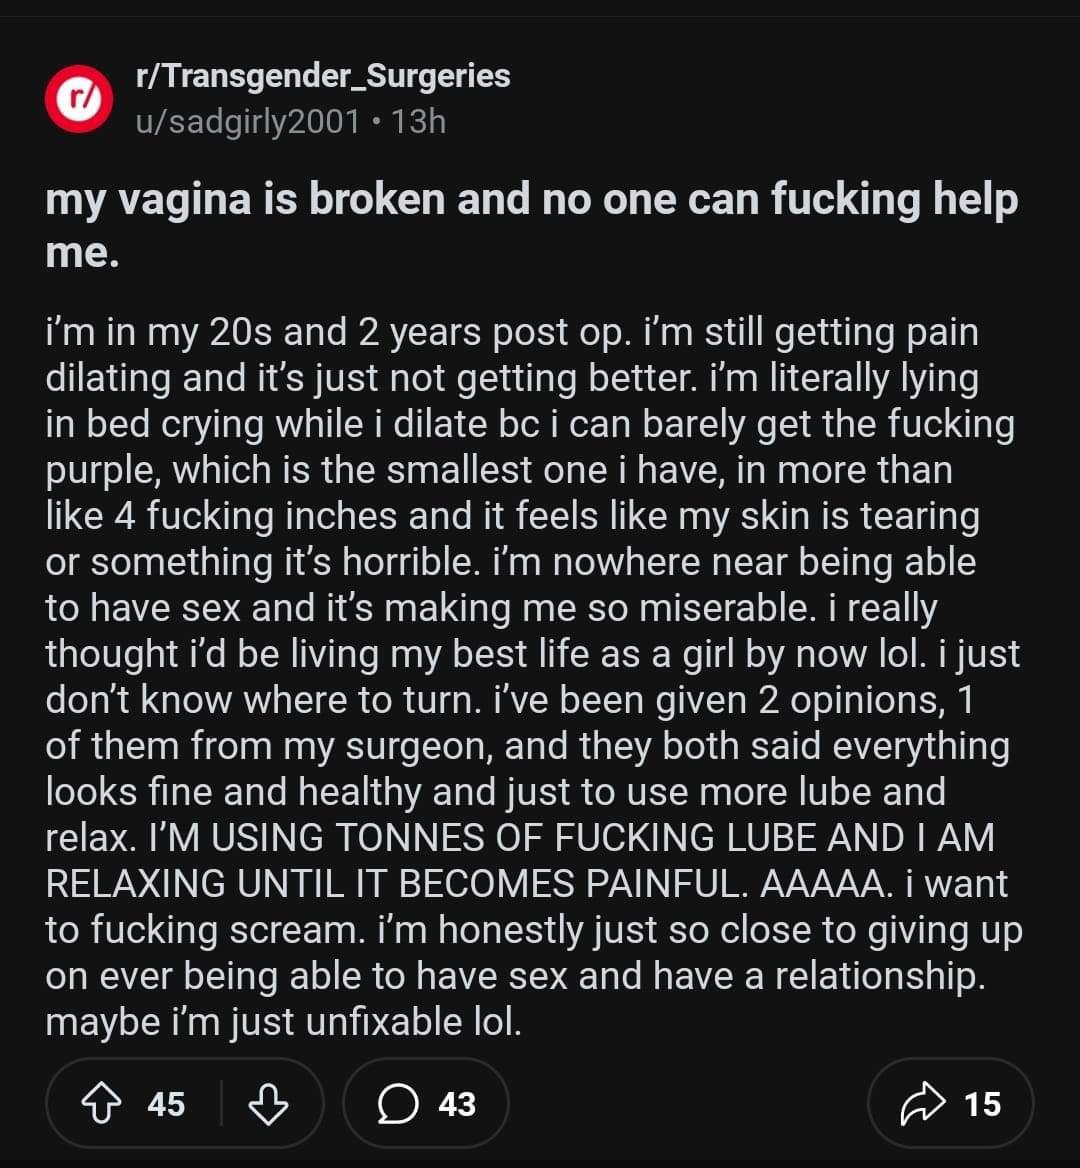 r/
r/Transgender_Surgeries
u/sadgirly2001 • 13h
my vagina is broken and no one can fucking help
me.
i'm in my 20s and 2 years post op. i'm still getting pain
dilating and it's just not getting better. i'm literally lying
in bed crying while i dilate bc i can barely get the fucking
purple, which is the smallest one i have, in more than
like 4 fucking inches and it feels like my skin is tearing
or something it's horrible. i'm nowhere near being able
to have sex and it's making me so miserable. i really
thought i'd be living my best life as a girl by now lol. i just
don't know where to turn. i've been given 2 opinions, 1
of them from my surgeon, and they both said everything
looks fine and healthy and just to use more lube and
relax. I'M USING TONNES OF FUCKING LUBE AND I AM
RELAXING UNTIL IT BECOMES PAINFUL. AAAAA. i want
to fucking scream. i'm honestly just so close to giving up
on ever being able to have sex and have a relationship.
maybe i'm just unfixable lol.
45 43 15